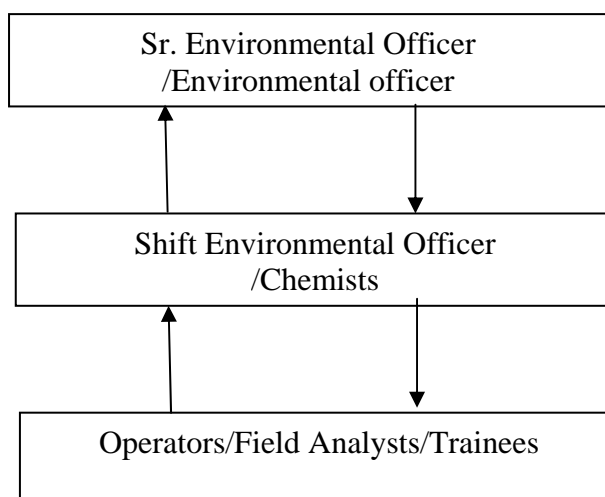 Sr. Environmental Officer
/Environmental officer
Shift Environmental Officer
/Chemists
Operators/Field Analysts/Trainees